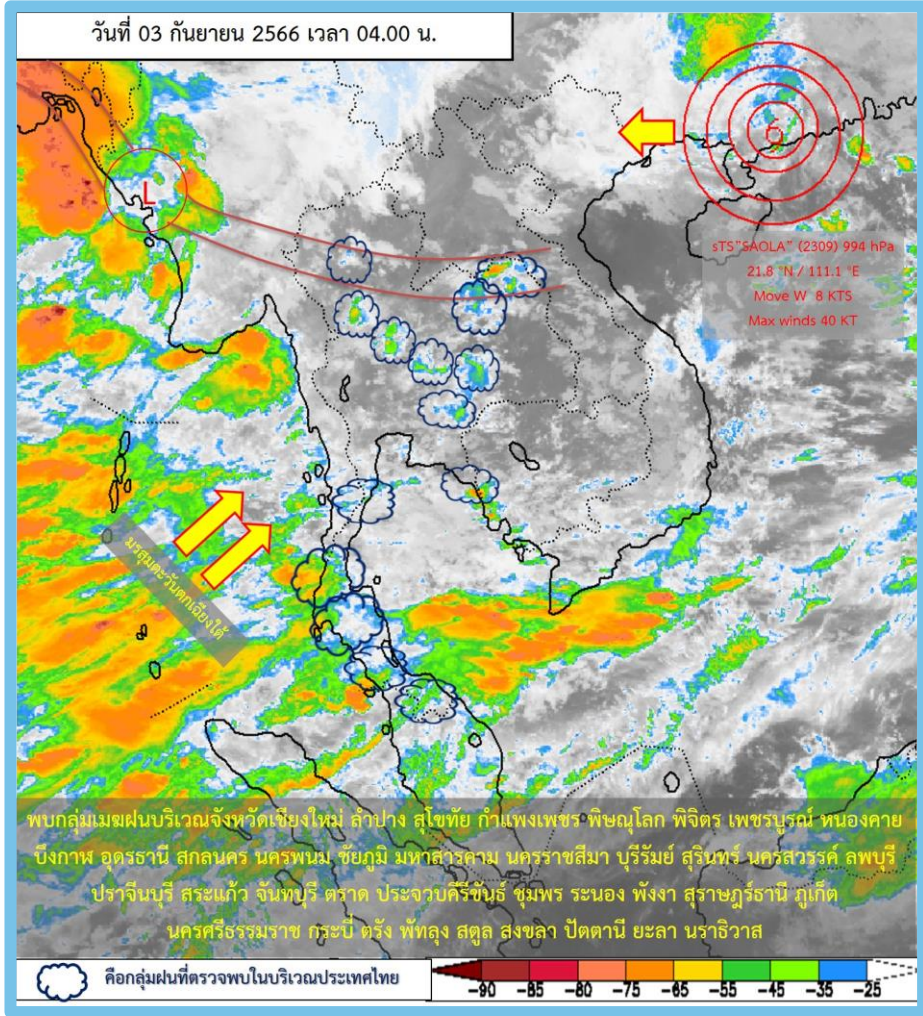 วันที่ 03 กันยายน 2566 เวลา 04.00 น.
L
sTS"SAOLA" (2309) 994 hPa
21.8 °N / 111.1 °E
Move W 8 KTS
Max winds 40 KT
มรสุมตะวันตกเฉียงใต้
พบกลุ่มเมฆฝนบริเวณจังหวัดเชียงใหม่ ลำปาง สุโขทัย กำแพงเพชร พิษณุโลก พิจิตร เพชรบูรณ์ หนองคาย
บึงกาฬ อุดรธานี สกลนคร นครพนม ชัยภูมิ มหาสารคาม นครราชสีมา บุรีรัมย์ สุรินทร์ นครสวรรค์ ลพบุรี
ปราจีนบุรี สระแก้ว จันทบุรี ตราด ประจวบคีรีขันธ์ ชุมพร ระนอง พังงา สุราษฎร์ธานี ภูเก็ต
นครศรีธรรมราช กระบี่ ตรัง พัทลุง สตูล สงขลา ปัตตานี ยะลา นราธิวาส
คือกลุ่มฝนที่ตรวจพบในบริเวณประเทศไทย
-90 -85 -80 -75 -65 -55 -45 -35 -25